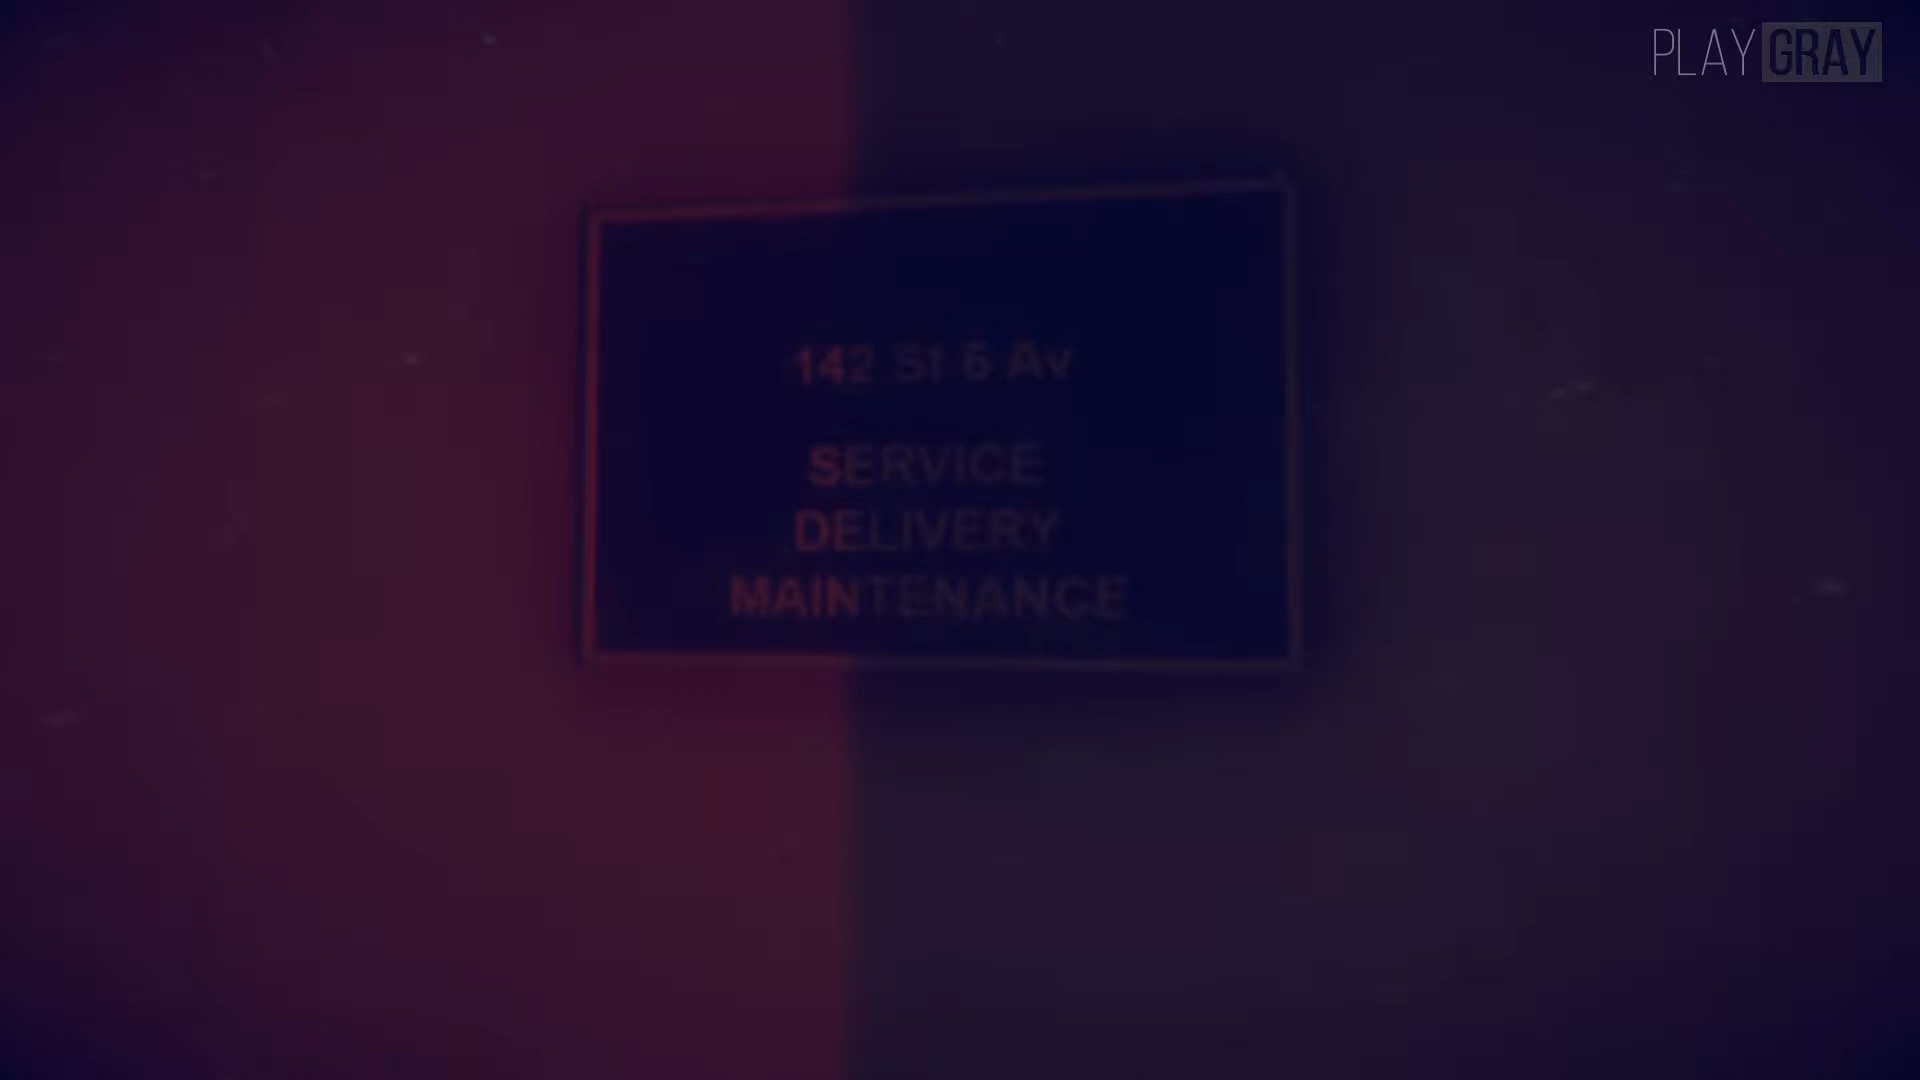 PLAY GRAY
142 St 6 Av
SERVICE
DELIVERY
MAINTENANCE